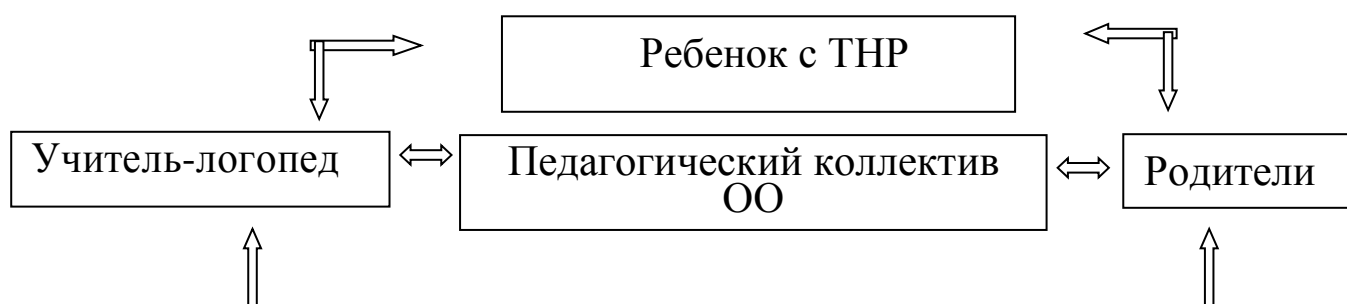 Ребенок с ТНР
Учитель-логопед
Педагогический коллектив
ОО
Родители